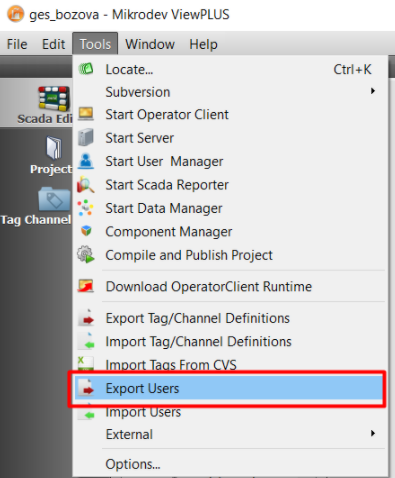 ges_bozova - Mikrodev ViewPLUS
File Edit Tools Window Help
Locate... Ctrl+K
Subversion
Scada Edi
Start Operator Client
Start Server
Start User Manager
Project
Start Scada Reporter
Start Data Manager
Tag Channel
Component Manager
Compile and Publish Project
Download OperatorClient Runtime
Export Tag/Channel Definitions
Import Tag/Channel Definitions
Import Tags From CVS
Export Users
Import Users
External
Options...